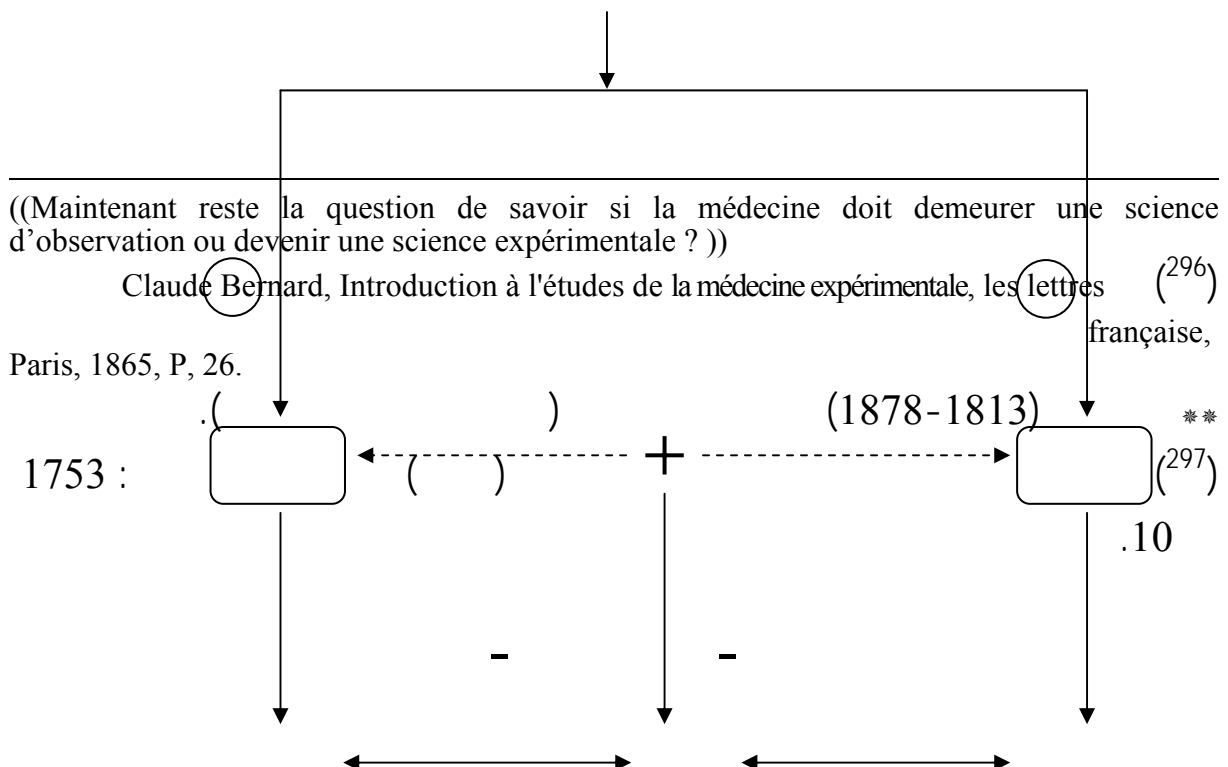 ((Maintenant reste la question de savoir si la médecine doit demeurer une science
d’observation ou devenir une science expérimentale ? ))
Claude Bernard, Introduction à l'études de la médecine expérimentale, les lettres (296)
française,
Paris, 1865, P, 26.
.( ) (1878-1813) **
1753 : ( ) + (297)
.10
- -